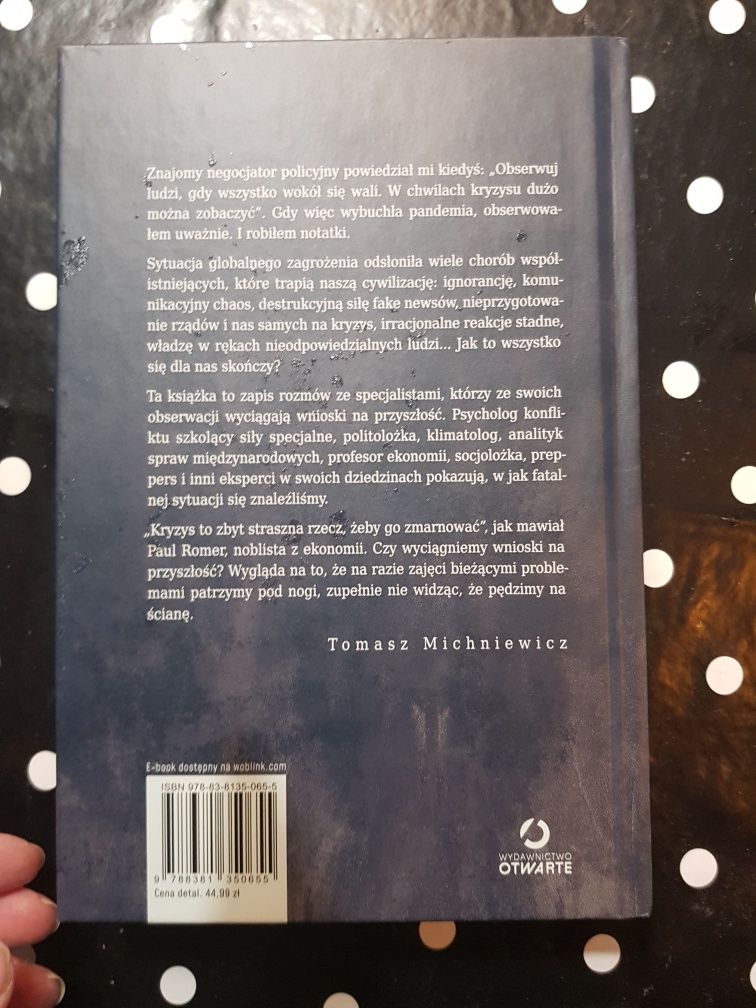 Znajomy negocjator policyjny powiedział mi kiedyś: „Obserwuj
ludzi, gdy wszystko wokół się wali. W chwilach kryzysu dużo
można zobaczyć”. Gdy więc wybuchła pandemia, obserwowa-
łem uważnie. I robiłem notatki.
Sytuacja globalnego zagrożenia odsłoniła wiele chorób współ-
istniejących, które trapią naszą cywilizację: ignorancję, komu-
nikacyjny chaos, destrukcyjną siłę fake newsów, nieprzygotowa-
nie rządów i nas samych na kryzys, irracjonalne reakcje stadne,
władzę w rękach nieodpowiedzialnych ludzi... Jak to wszystko
się dla nas skończy?
Ta książka to zapis rozmów ze specjalistami, którzy ze swoich
obserwacji wyciągają wnioski na przyszłość. Psycholog konfli-
ktu szkolący siły specjalne, politolożka, klimatolog, analityk
spraw międzynarodowych, profesor ekonomii, socjolożka, prep-
pers i inni eksperci w swoich dziedzinach pokazują, w jak fatal-
nej sytuacji się znaleźliśmy.
„Kryzys to zbyt straszna rzecz, żeby go zmarnować”, jak mawiał
Paul Romer, noblista z ekonomii. Czy wyciągniemy wnioski na
przyszłość? Wygląda na to, że na razie zajęci bieżącymi proble-
mami patrzymy pod nogi, zupełnie nie widząc, że pędzimy na
ścianę.
Tomasz Michniewicz
E-book dostępny na woblink.com
ISBN 978-83-8135-065-5
9 788381 350655
Cena detal. 44,99 zł
WYDAWNICTWO
OTWARTE